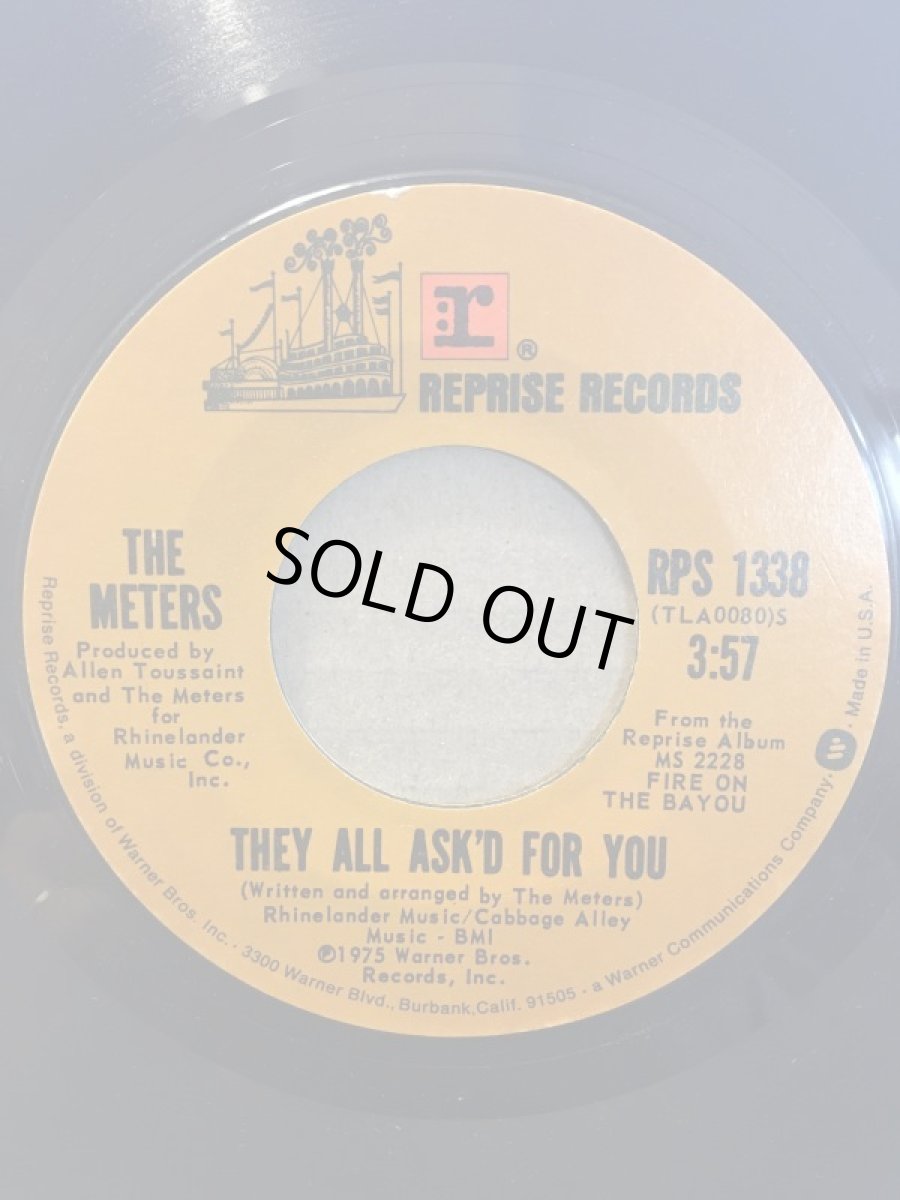 r ®
REPRISE RECORDS
THE
METERS
Produced by
Allen Toussaint
and The Meters
for
Rhinelander
Music Co.,
Inc.
SOLD OUT
RPS 1338
(TLA0080)S
3:57
From the
Reprise Album
MS 2228
FIRE ON
THE BAYOU
THEY ALL ASK'D FOR YOU
(Written and arranged by The Meters)
Rhinelander Music/Cabbage Alley
Music - BMI
℗1975 Warner Bros.
Records, Inc.
Reprise Records, a division of Warner Bros. Inc. · 3300 Warner Blvd., Burbank, Calif. 91505 · a Warner Communications Company. W · Made in U.S.A.